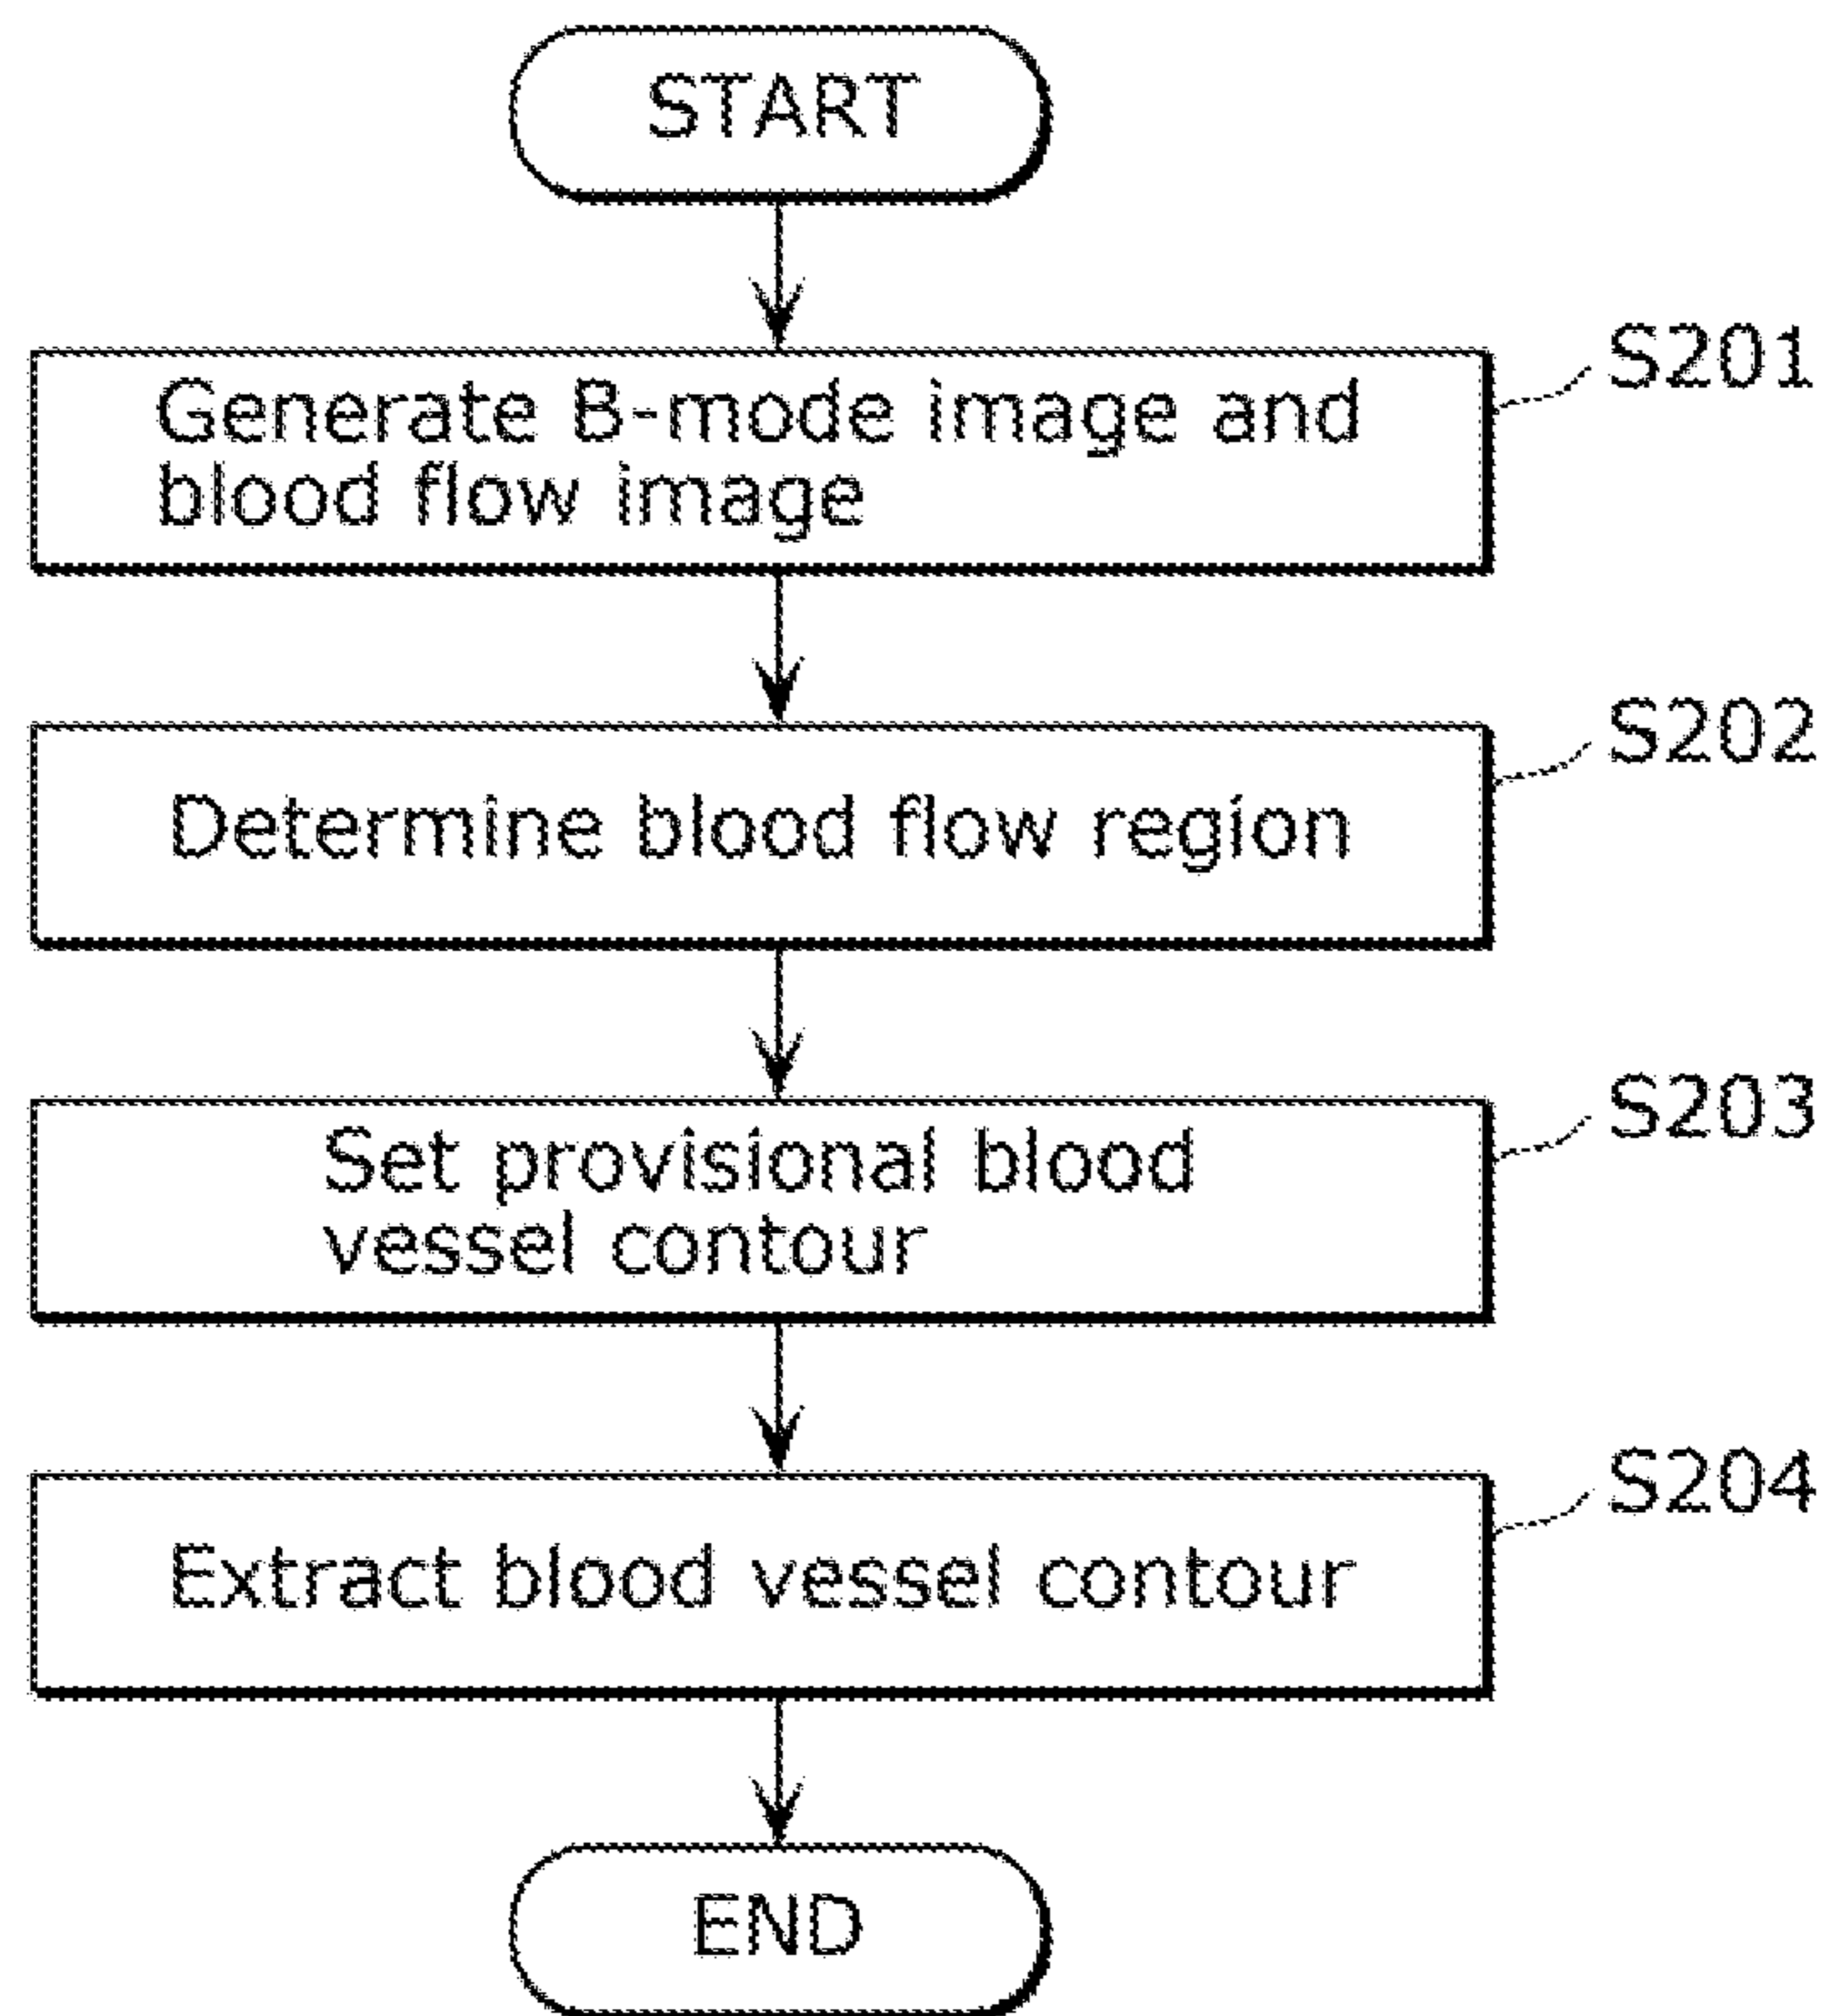 START
S201
Generate B-mode image and
blood flow image
S202
Determine blood flow region
S203
Set provisional blood
vessel contour
S204
Extract blood vessel contour
END